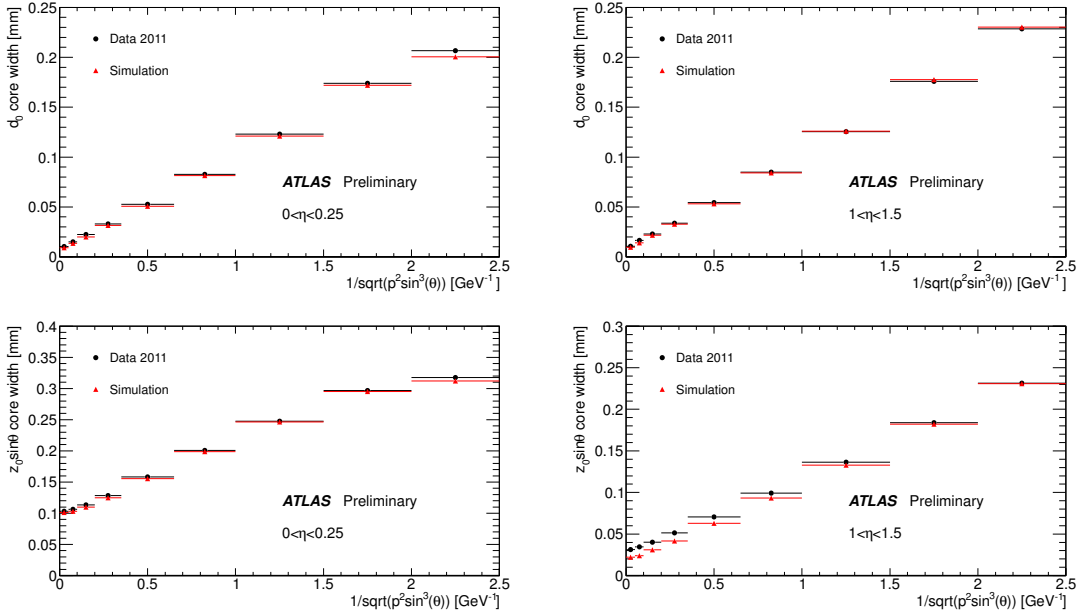 d₀ core width [mm]
0.25
0.2
0.15
0.1
0.05
0
Data 2011
Simulation
ATLAS Preliminary
0<η<0.25
0 0.5 1 1.5 2 2.5
1/sqrt(p²sin³(θ)) [GeV⁻¹]
d₀ core width [mm]
0.25
0.2
0.15
0.1
0.05
0
Data 2011
Simulation
ATLAS Preliminary
1<η<1.5
0 0.5 1 1.5 2 2.5
1/sqrt(p²sin³(θ)) [GeV⁻¹]
z₀sinθ core width [mm]
0.4
0.35
0.3
0.25
0.2
0.15
0.1
0.05
0
Data 2011
Simulation
ATLAS Preliminary
0<η<0.25
0 0.5 1 1.5 2 2.5
1/sqrt(p²sin³(θ)) [GeV⁻¹]
z₀sinθ core width [mm]
0.3
0.25
0.2
0.15
0.1
0.05
0
Data 2011
Simulation
ATLAS Preliminary
1<η<1.5
0 0.5 1 1.5 2 2.5
1/sqrt(p²sin³(θ)) [GeV⁻¹]